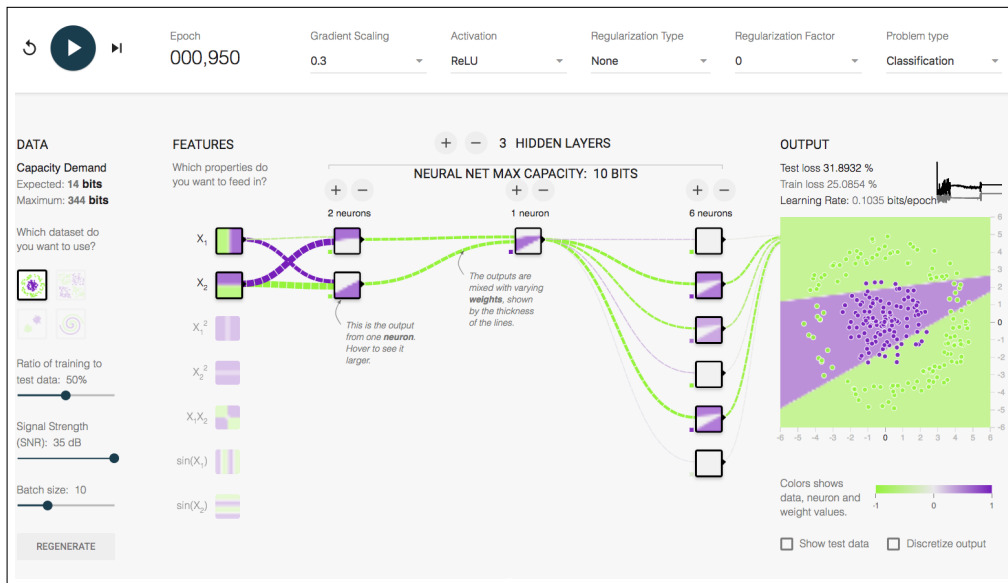 Epoch
000,950
Gradient Scaling
0.3
Activation
ReLU
Regularization Type
None
Regularization Factor
0
Problem type
Classification
DATA
Capacity Demand
Expected: 14 bits
Maximum: 344 bits
Which dataset do
you want to use?
Ratio of training to
test data: 50%
Signal Strength
(SNR): 35 dB
Batch size: 10
REGENERATE
FEATURES
Which properties do
you want to feed in?
X1
X2
X1²
X2²
X1X2
sin(X1)
sin(X2)
+ − 3 HIDDEN LAYERS
NEURAL NET MAX CAPACITY: 10 BITS
+ −
+ −
+ −
2 neurons
1 neuron
6 neurons
This is the output
from one neuron.
Hover to see it
larger.
The outputs are
mixed with varying
weights, shown
by the thickness
of the lines.
OUTPUT
Test loss 31.8932 %
Train loss 25.0854 %
Learning Rate: 0.1035 bits/epoch
6
5
4
3
2
1
0
-1
-2
-3
-4
-5
-6
-6 -5 -4 -3 -2 -1 0 1 2 3 4 5 6
Colors shows
data, neuron and
weight values.
-1 0 1
Show test data
Discretize output